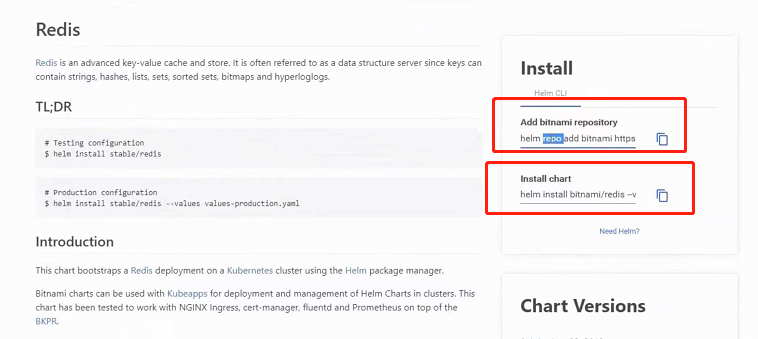 Redis
Redis is an advanced key-value cache and store. It is often referred to as a data structure server since keys can
contain strings, hashes, lists, sets, sorted sets, bitmaps and hyperloglogs.
TL;DR
# Testing configuration
$ helm install stable/redis
# Production configuration
$ helm install stable/redis --values values-production.yaml
Introduction
This chart bootstraps a Redis deployment on a Kubernetes cluster using the Helm package manager.
Bitnami charts can be used with Kubeapps for deployment and management of Helm Charts in clusters. This
chart has been tested to work with NGINX Ingress, cert-manager, fluentd and Prometheus on top of the
BKPR.
Install
Helm CLI
Add bitnami repository
helm repo add bitnami https
Install chart
helm install bitnami/redis --v
Need Helm?
Chart Versions